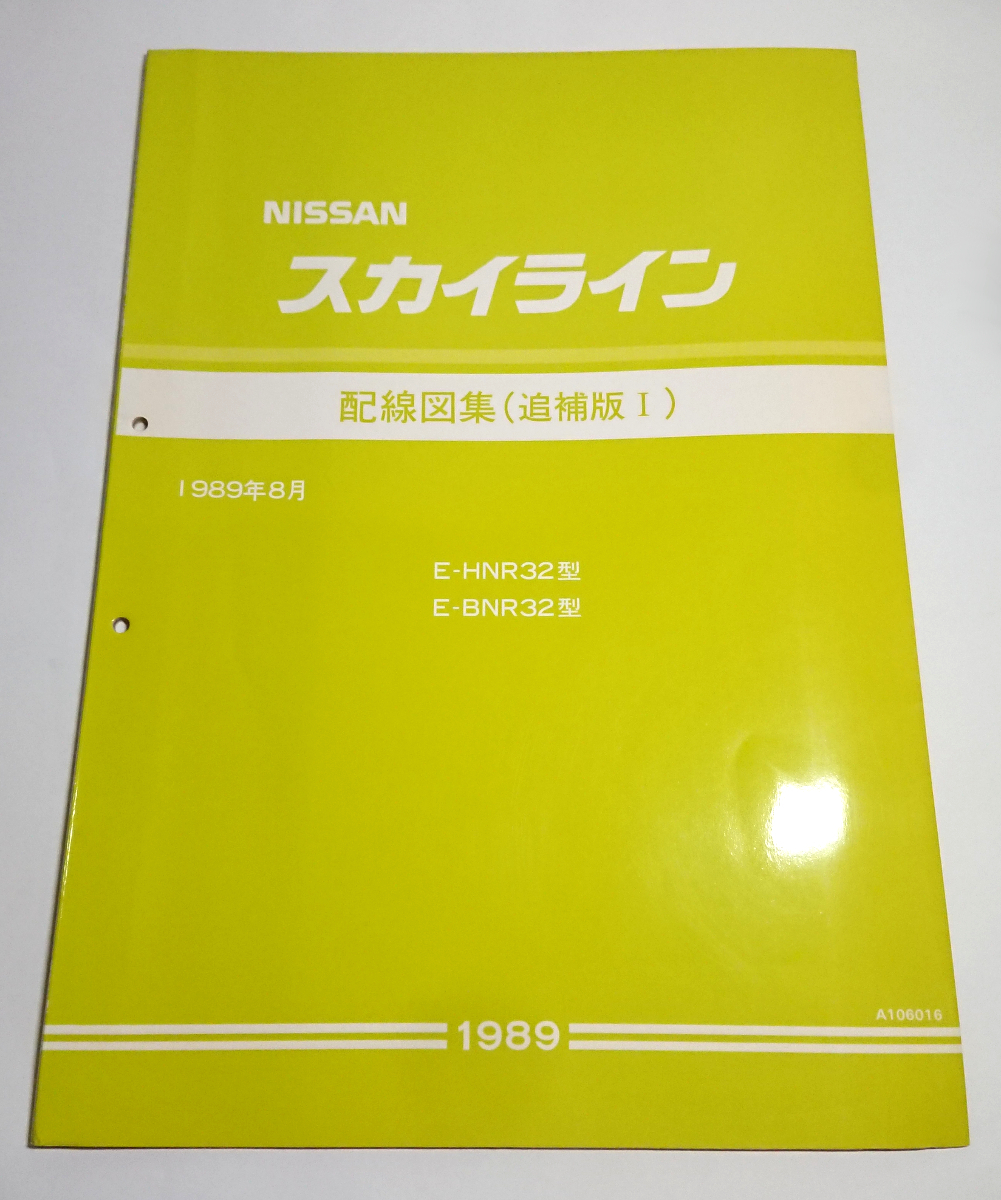 NISSAN
スカイライン
配線図集(追補版Ⅰ)
1989年8月
E-HNR32型
E-BNR32型
A106016
1989